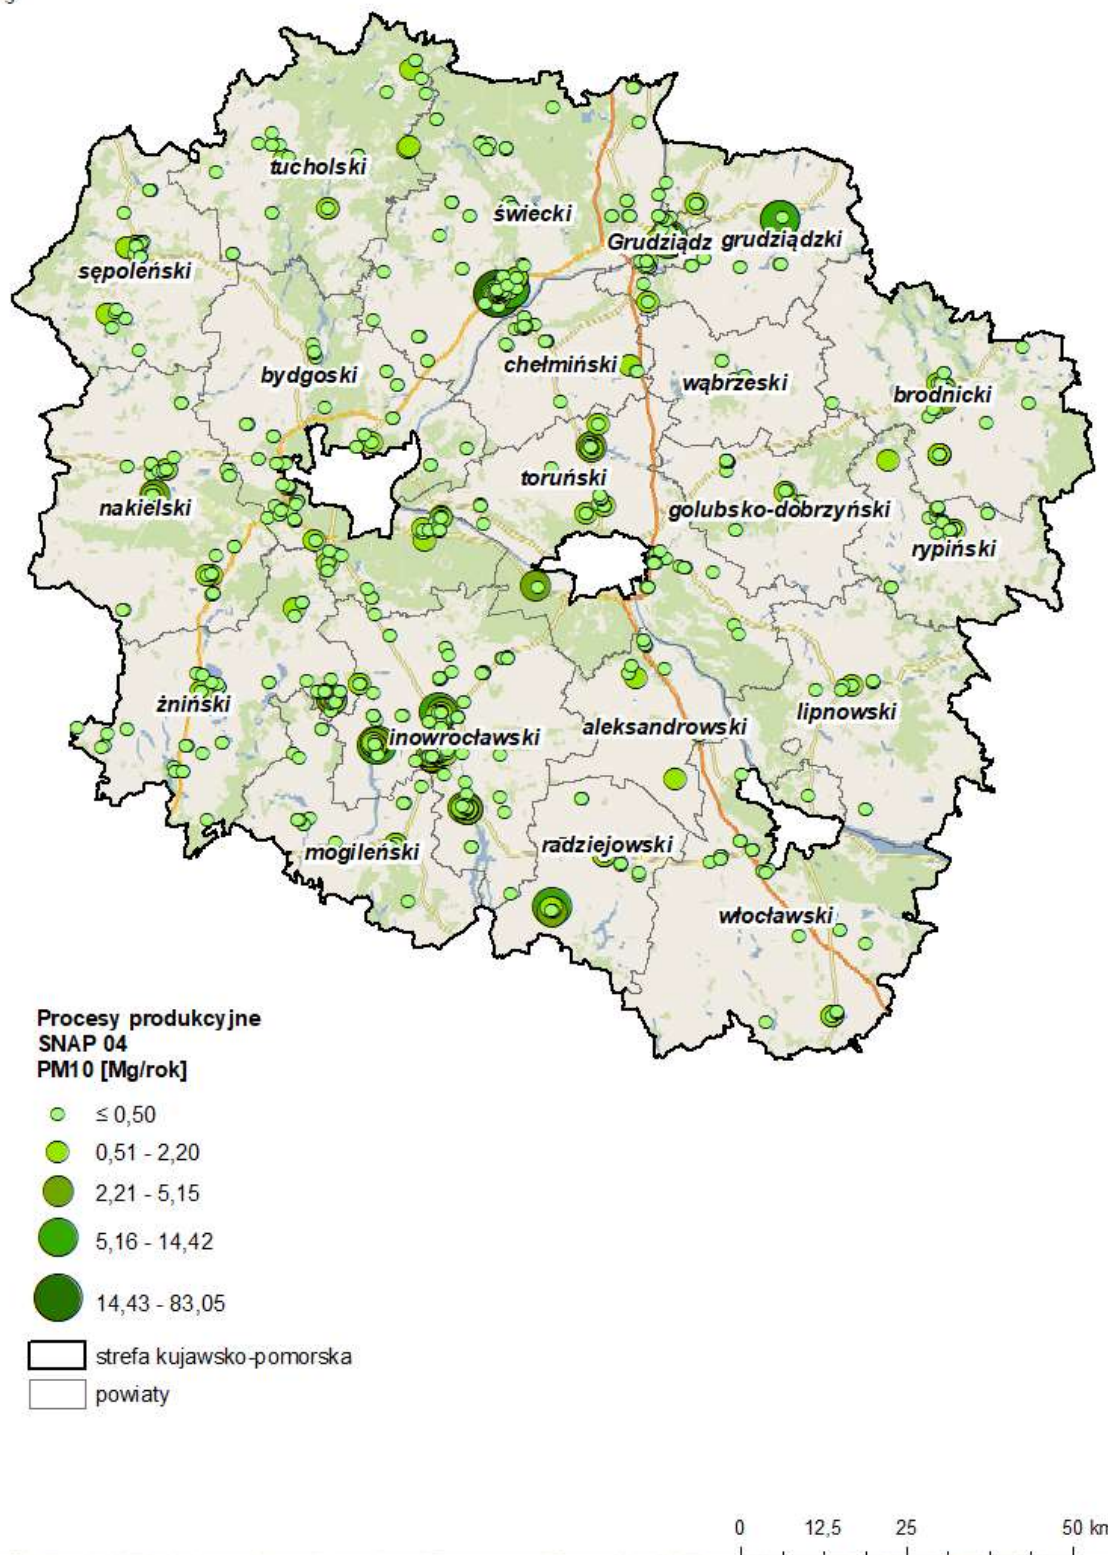 tucholski
świecki
Grudziądz
grudziądzki
sępoleński
bydgoski
chełmiński
wąbrzeski
brodnicki
nakielski
toruński
golubsko-dobrzyński
rypiński
żniński
inowrocławski
aleksandrowski
lipnowski
mogileński
radziejowski
włocławski
Procesy produkcyjne
SNAP 04
PM10 [Mg/rok]
≤ 0,50
0,51 - 2,20
2,21 - 5,15
5,16 - 14,42
14,43 - 83,05
strefa kujawsko-pomorska
powiaty
0 12,5 25 50 km